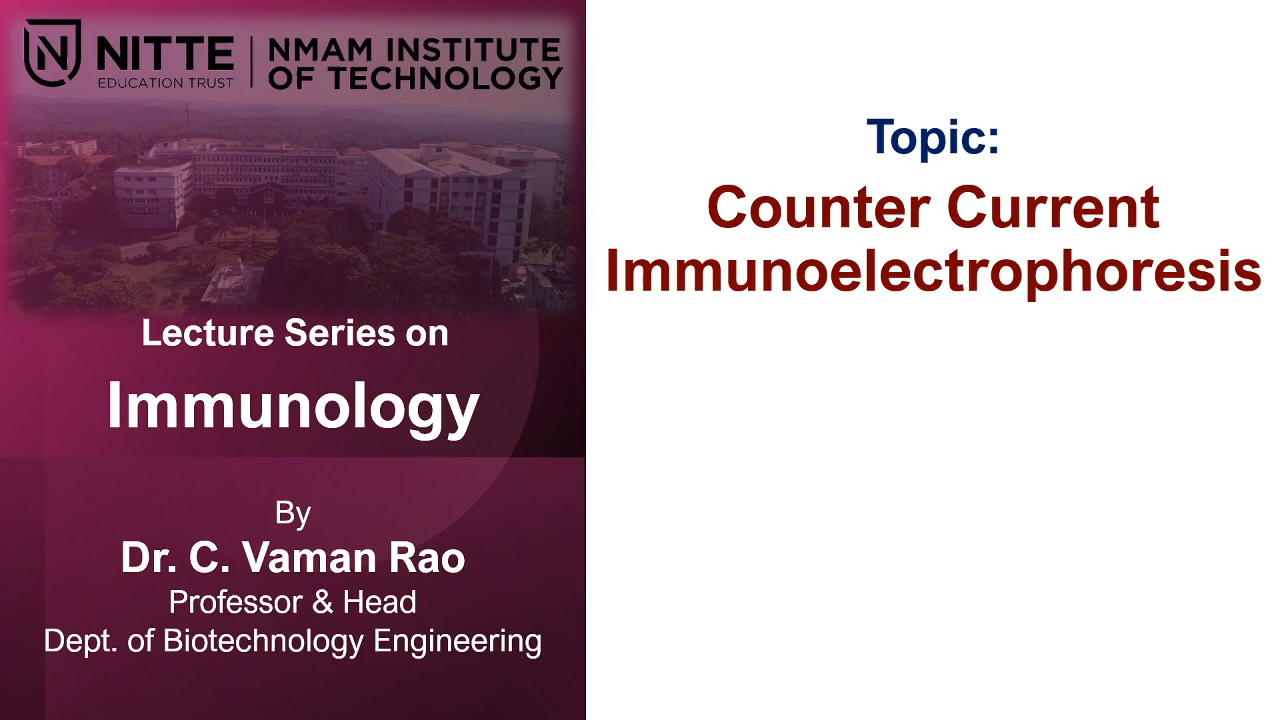 NITTE
EDUCATION TRUST
NMAM INSTITUTE
OF TECHNOLOGY
Lecture Series on
Immunology
By
Dr. C. Vaman Rao
Professor & Head
Dept. of Biotechnology Engineering
Topic:
Counter Current
Immunoelectrophoresis